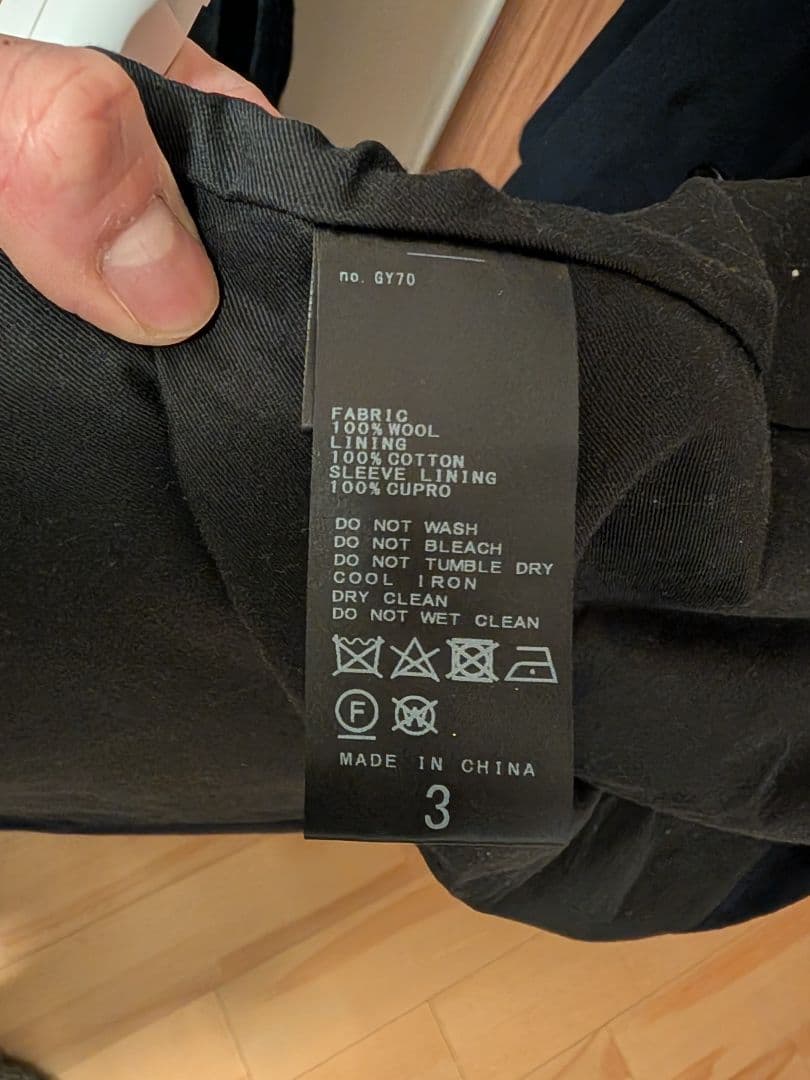 no. GY70
FABRIC
100% WOOL
LINING
100% COTTON
SLEEVE LINING
100% CUPRO
DO NOT WASH
DO NOT BLEACH
DO NOT TUMBLE DRY
COOL IRON
DRY CLEAN
DO NOT WET CLEAN
F W
MADE IN CHINA
3